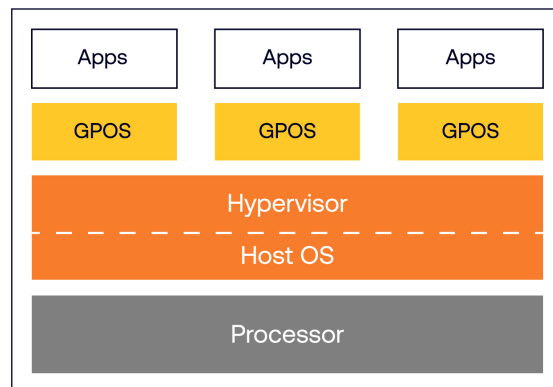 Apps Apps Apps
GPOS GPOS GPOS
Hypervisor
Host OS
Processor